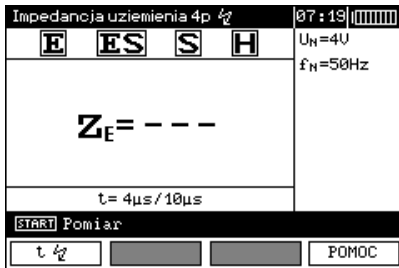 Impedancja uziemienia 4p 07:19
E ES S H
UN=4V
fN=50Hz
ZE= - - -
t= 4µs/10µs
START Pomiar
t POMOC